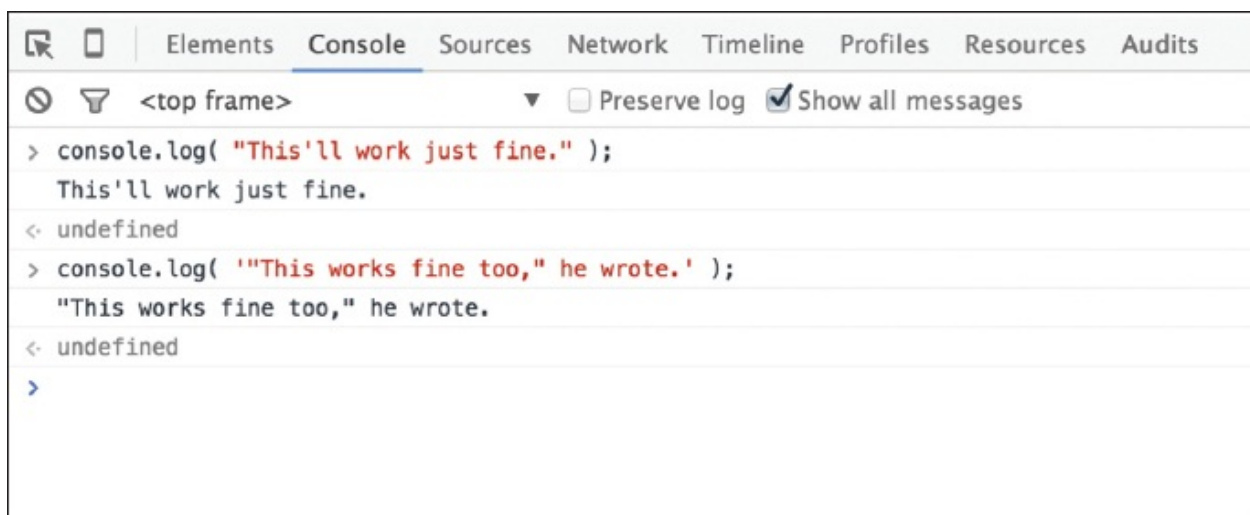 Elements Console Sources Network Timeline Profiles Resources Audits
<top frame> ▼ Preserve log Show all messages
> console.log( "This'll work just fine." );
This'll work just fine.
<· undefined
> console.log( '"This works fine too," he wrote.' );
"This works fine too," he wrote.
<· undefined
>